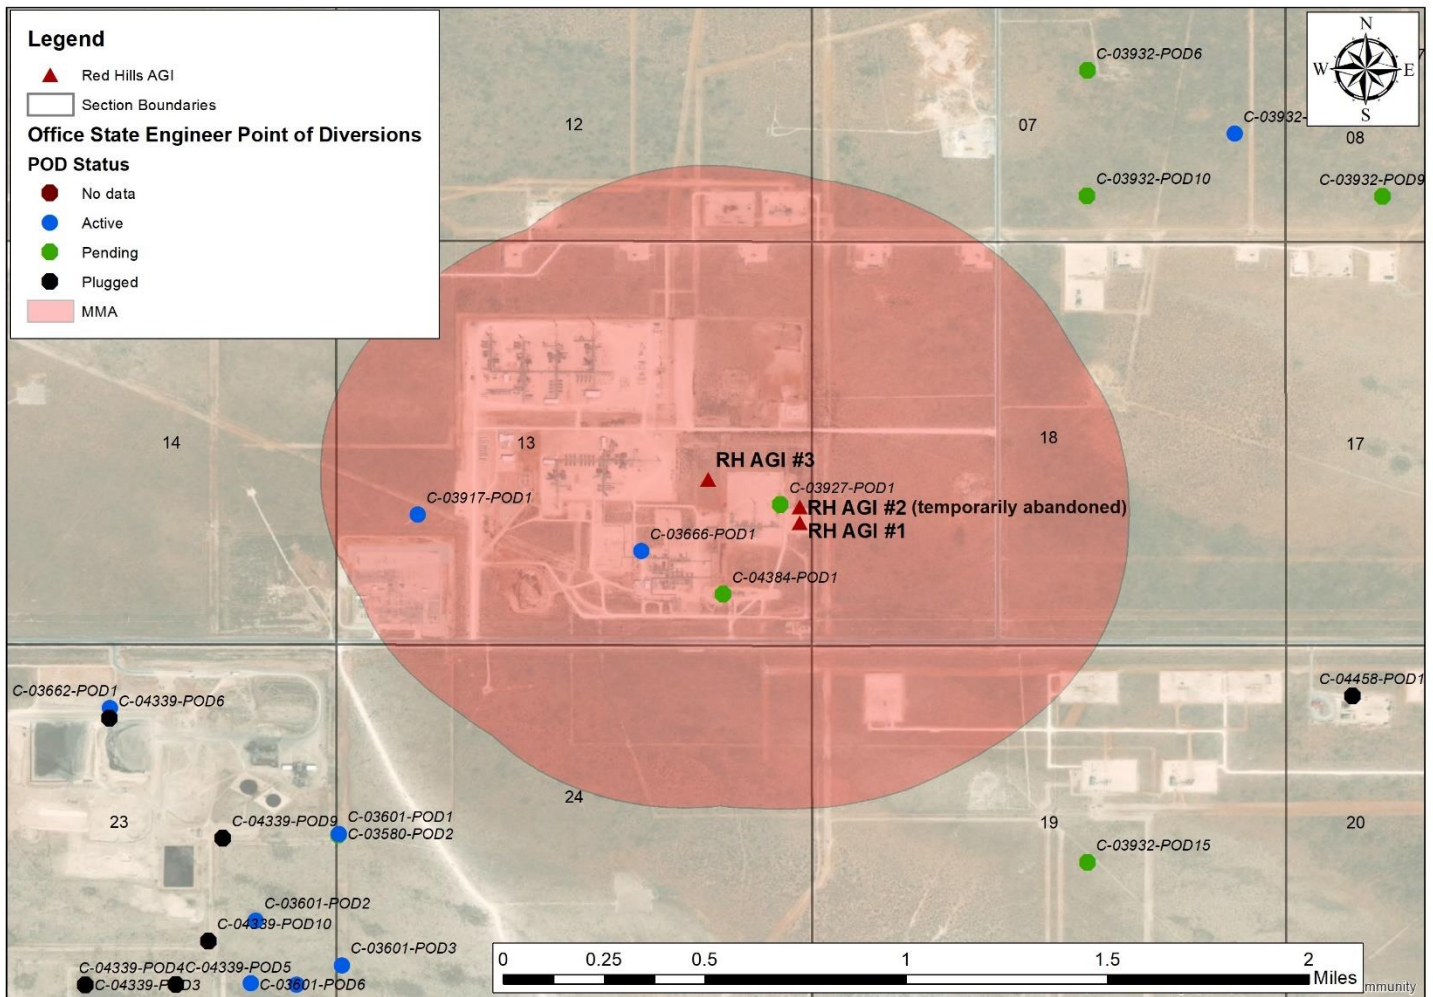 Legend
Red Hills AGI
Section Boundaries
Office State Engineer Point of Diversions
POD Status
No data
Active
Pending
Plugged
MMA
N
W E
S
C-03932-POD6
12
07
C-03932-
7
08
C-03932-POD10
C-03932-POD9
14
13
18
17
RH AGI #3
C-03917-POD1
C-03927-POD1
RH AGI #2 (temporarily abandoned)
RH AGI #1
C-03666-POD1
C-04384-POD1
C-03662-POD1
C-04339-POD6
C-04458-POD1
24
23
C-04339-POD9
C-03601-POD1
C-03580-POD2
19
20
C-03932-POD15
C-03601-POD2
C-04339-POD10
C-03601-POD3
C-04339-POD4
C-04339-POD5
C-04339-POD3
C-03601-POD6
0 0.25 0.5 1 1.5 2
Miles
mmunity